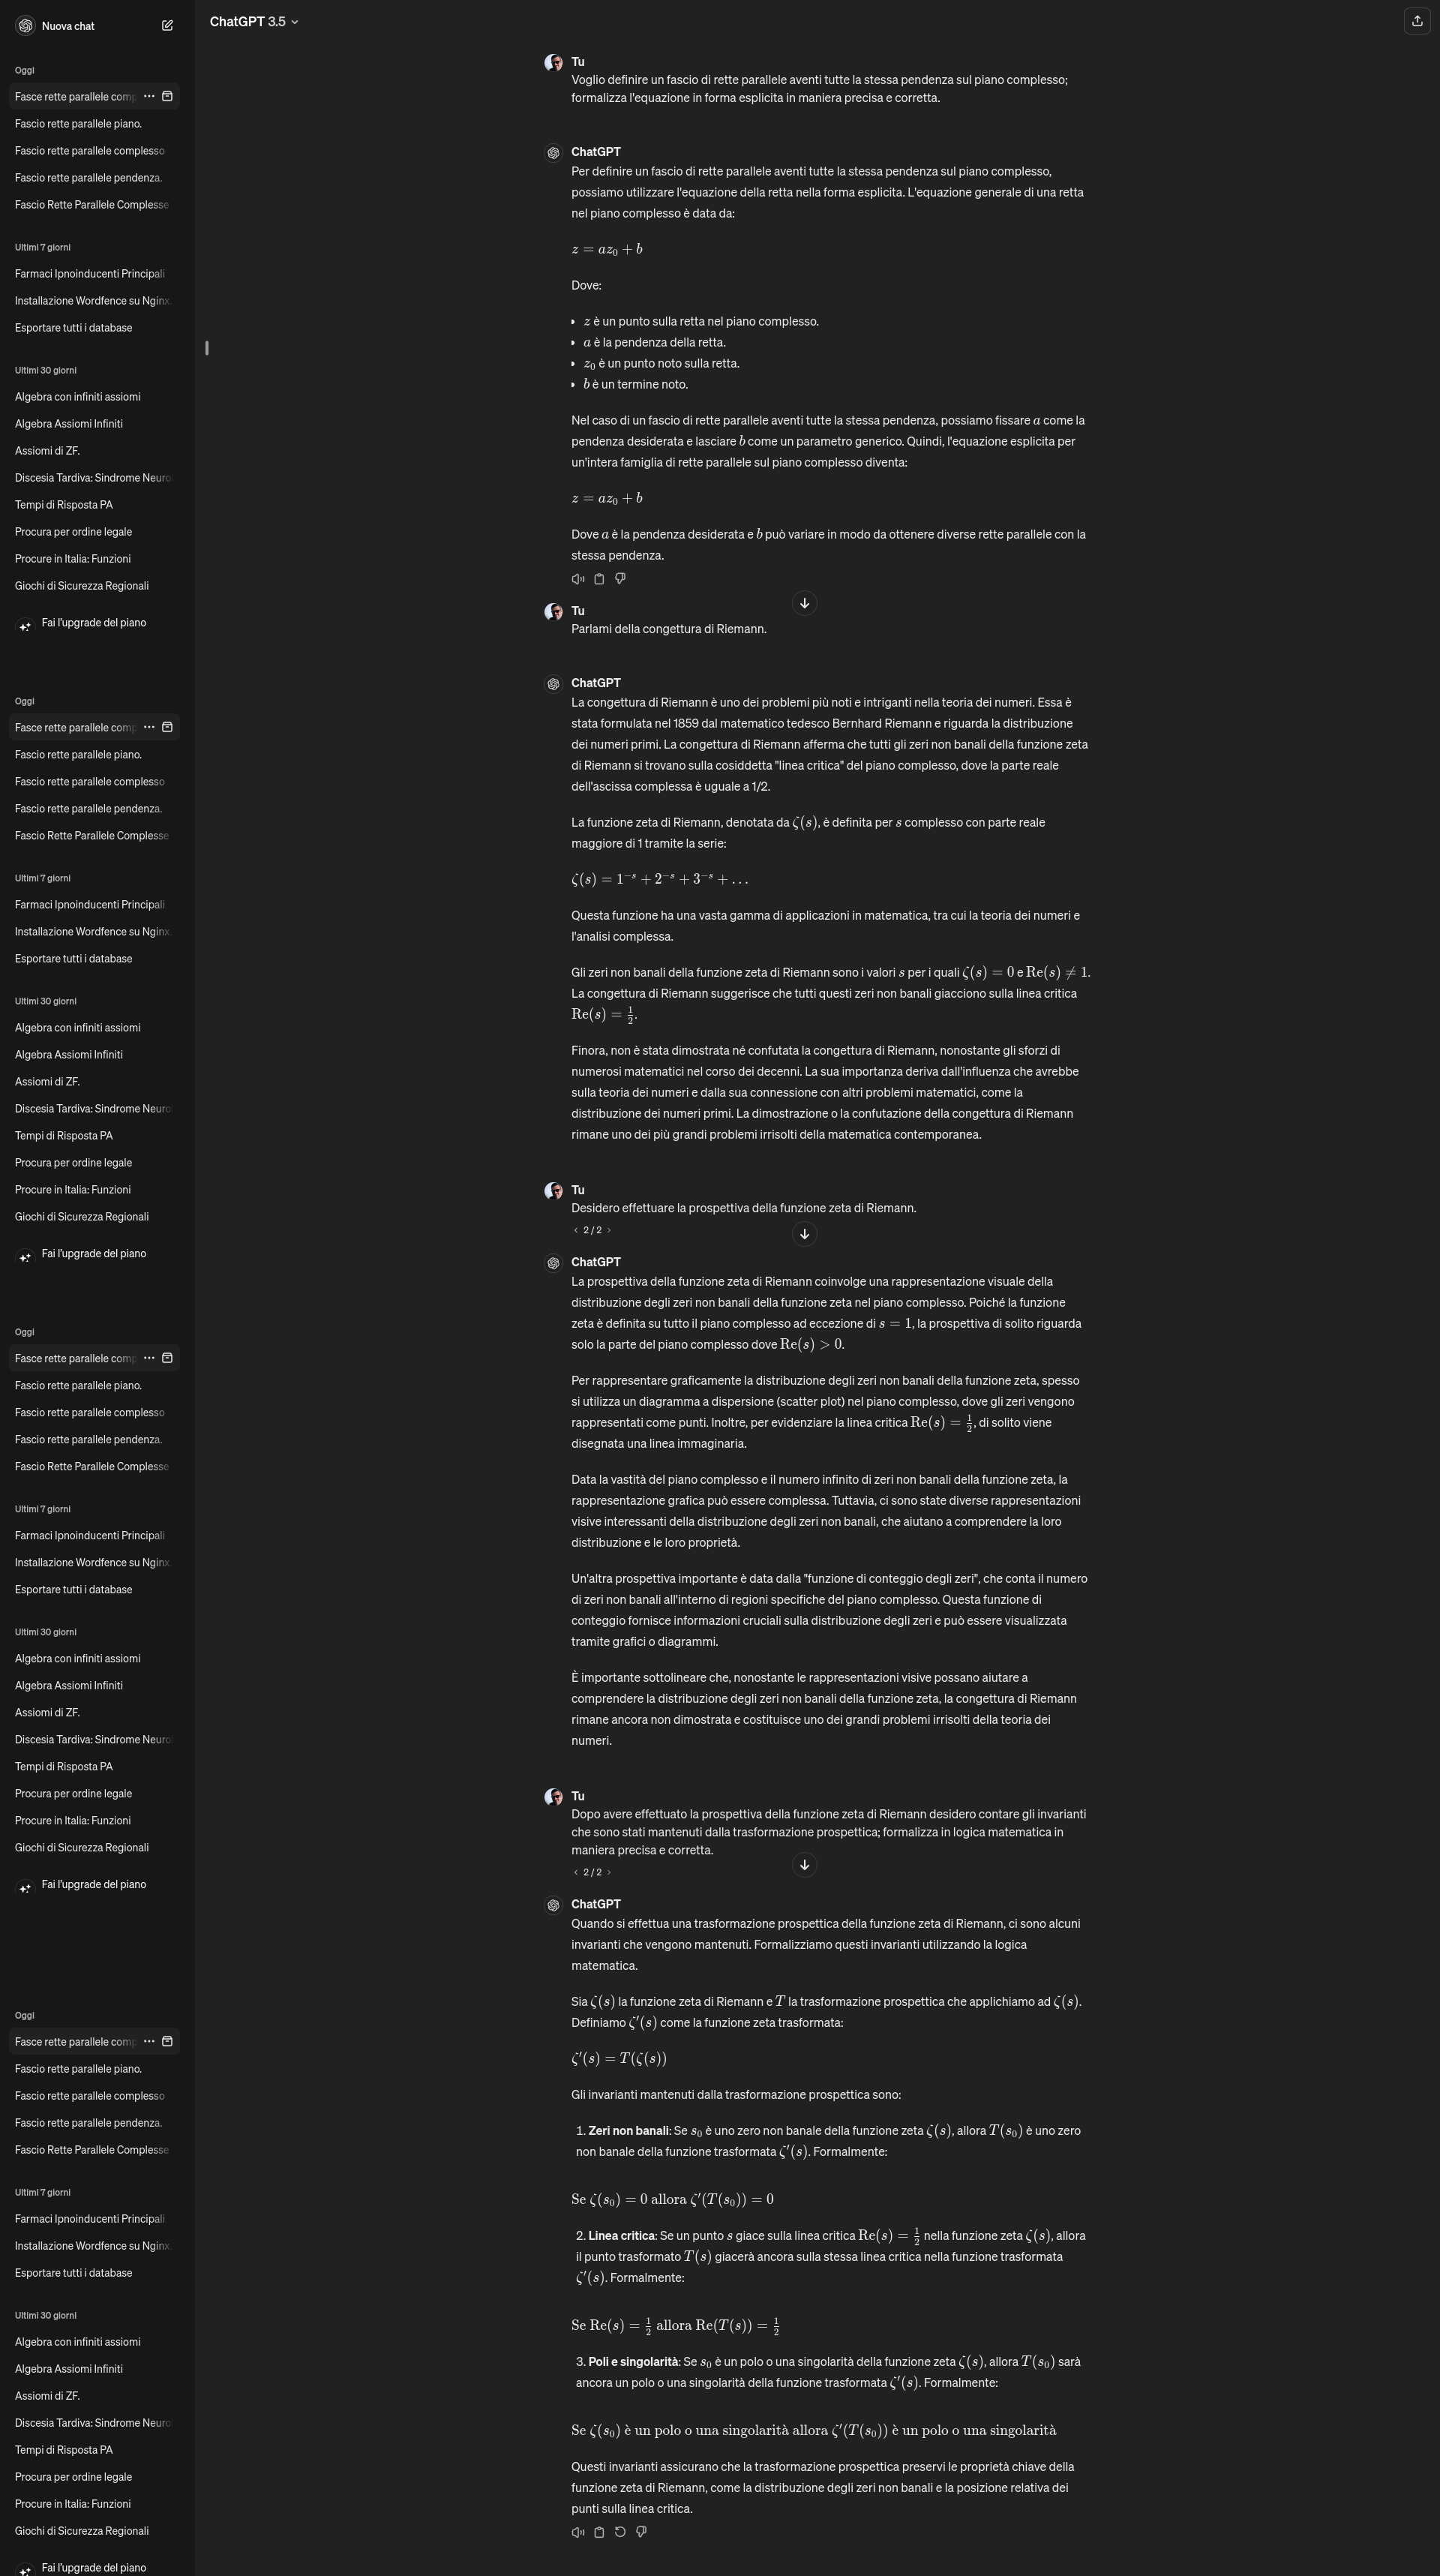 Nuova chat
Oggi
Fasce rette parallele comp
Fascio rette parallele piano.
Fascio rette parallele complesso
Fascio rette parallele pendenza.
Fascio Rette Parallele Complesse
Ultimi 7 giorni
Farmaci Ipnoinducenti Principali
Installazione Wordfence su Nginx.
Esportare tutti i database
Ultimi 30 giorni
Algebra con infiniti assiomi
Algebra Assiomi Infiniti
Assiomi di ZF.
Discesia Tardiva: Sindrome Neuro
Tempi di Risposta PA
Procura per ordine legale
Procure in Italia: Funzioni
Giochi di Sicurezza Regionali
Fai l'upgrade del piano
Oggi
Fasce rette parallele comp
Fascio rette parallele piano.
Fascio rette parallele complesso
Fascio rette parallele pendenza.
Fascio Rette Parallele Complesse
Ultimi 7 giorni
Farmaci Ipnoinducenti Principali
Installazione Wordfence su Nginx.
Esportare tutti i database
Ultimi 30 giorni
Algebra con infiniti assiomi
Algebra Assiomi Infiniti
Assiomi di ZF.
Discesia Tardiva: Sindrome Neuro
Tempi di Risposta PA
Procura per ordine legale
Procure in Italia: Funzioni
Giochi di Sicurezza Regionali
Fai l'upgrade del piano
Oggi
Fasce rette parallele comp
Fascio rette parallele piano.
Fascio rette parallele complesso
Fascio rette parallele pendenza.
Fascio Rette Parallele Complesse
Ultimi 7 giorni
Farmaci Ipnoinducenti Principali
Installazione Wordfence su Nginx.
Esportare tutti i database
Ultimi 30 giorni
Algebra con infiniti assiomi
Algebra Assiomi Infiniti
Assiomi di ZF.
Discesia Tardiva: Sindrome Neuro
Tempi di Risposta PA
Procura per ordine legale
Procure in Italia: Funzioni
Giochi di Sicurezza Regionali
Fai l'upgrade del piano
Oggi
Fasce rette parallele comp
Fascio rette parallele piano.
Fascio rette parallele complesso
Fascio rette parallele pendenza.
Fascio Rette Parallele Complesse
Ultimi 7 giorni
Farmaci Ipnoinducenti Principali
Installazione Wordfence su Nginx.
Esportare tutti i database
Ultimi 30 giorni
Algebra con infiniti assiomi
Algebra Assiomi Infiniti
Assiomi di ZF.
Discesia Tardiva: Sindrome Neuro
Tempi di Risposta PA
Procura per ordine legale
Procure in Italia: Funzioni
Giochi di Sicurezza Regionali
Fai l'upgrade del piano
ChatGPT 3.5
Tu
Voglio definire un fascio di rette parallele aventi tutte la stessa pendenza sul piano complesso;
formalizza l'equazione in forma esplicita in maniera precisa e corretta.
ChatGPT
Per definire un fascio di rette parallele aventi tutte la stessa pendenza sul piano complesso,
possiamo utilizzare l'equazione della retta nella forma esplicita. L'equazione generale di una retta
nel piano complesso è data da:
z = az₀ + b
Dove:
• z è un punto sulla retta nel piano complesso.
• a è la pendenza della retta.
• z₀ è un punto noto sulla retta.
• b è un termine noto.
Nel caso di un fascio di rette parallele aventi tutte la stessa pendenza, possiamo fissare a come la
pendenza desiderata e lasciare b come un parametro generico. Quindi, l'equazione esplicita per
un'intera famiglia di rette parallele sul piano complesso diventa:
z = az₀ + b
Dove a è la pendenza desiderata e b può variare in modo da ottenere diverse rette parallele con la
stessa pendenza.
Tu
Parlami della congettura di Riemann.
ChatGPT
La congettura di Riemann è uno dei problemi più noti e intriganti nella teoria dei numeri. Essa è
stata formulata nel 1859 dal matematico tedesco Bernhard Riemann e riguarda la distribuzione
dei numeri primi. La congettura di Riemann afferma che tutti gli zeri non banali della funzione zeta
di Riemann si trovano sulla cosiddetta "linea critica" del piano complesso, dove la parte reale
dell'ascissa complessa è uguale a 1/2.
La funzione zeta di Riemann, denotata da ζ(s), è definita per s complesso con parte reale
maggiore di 1 tramite la serie:
ζ(s) = 1⁻ˢ + 2⁻ˢ + 3⁻ˢ + …
Questa funzione ha una vasta gamma di applicazioni in matematica, tra cui la teoria dei numeri e
l'analisi complessa.
Gli zeri non banali della funzione zeta di Riemann sono i valori s per i quali ζ(s) = 0 e Re(s) ≠ 1.
La congettura di Riemann suggerisce che tutti questi zeri non banali giacciono sulla linea critica
Re(s) = 1/2.
Finora, non è stata dimostrata né confutata la congettura di Riemann, nonostante gli sforzi di
numerosi matematici nel corso dei decenni. La sua importanza deriva dall'influenza che avrebbe
sulla teoria dei numeri e dalla sua connessione con altri problemi matematici, come la
distribuzione dei numeri primi. La dimostrazione o la confutazione della congettura di Riemann
rimane uno dei più grandi problemi irrisolti della matematica contemporanea.
Tu
Desidero effettuare la prospettiva della funzione zeta di Riemann.
2 / 2
ChatGPT
La prospettiva della funzione zeta di Riemann coinvolge una rappresentazione visuale della
distribuzione degli zeri non banali della funzione zeta nel piano complesso. Poiché la funzione
zeta è definita su tutto il piano complesso ad eccezione di s = 1, la prospettiva di solito riguarda
solo la parte del piano complesso dove Re(s) > 0.
Per rappresentare graficamente la distribuzione degli zeri non banali della funzione zeta, spesso
si utilizza un diagramma a dispersione (scatter plot) nel piano complesso, dove gli zeri vengono
rappresentati come punti. Inoltre, per evidenziare la linea critica Re(s) = 1/2, di solito viene
disegnata una linea immaginaria.
Data la vastità del piano complesso e il numero infinito di zeri non banali della funzione zeta, la
rappresentazione grafica può essere complessa. Tuttavia, ci sono state diverse rappresentazioni
visive interessanti della distribuzione degli zeri non banali, che aiutano a comprendere la loro
distribuzione e le loro proprietà.
Un'altra prospettiva importante è data dalla "funzione di conteggio degli zeri", che conta il numero
di zeri non banali all'interno di regioni specifiche del piano complesso. Questa funzione di
conteggio fornisce informazioni cruciali sulla distribuzione degli zeri e può essere visualizzata
tramite grafici o diagrammi.
È importante sottolineare che, nonostante le rappresentazioni visive possano aiutare a
comprendere la distribuzione degli zeri non banali della funzione zeta, la congettura di Riemann
rimane ancora non dimostrata e costituisce uno dei grandi problemi irrisolti della teoria dei
numeri.
Tu
Dopo avere effettuato la prospettiva della funzione zeta di Riemann desidero contare gli invarianti
che sono stati mantenuti dalla trasformazione prospettica; formalizza in logica matematica in
maniera precisa e corretta.
2 / 2
ChatGPT
Quando si effettua una trasformazione prospettica della funzione zeta di Riemann, ci sono alcuni
invarianti che vengono mantenuti. Formalizziamo questi invarianti utilizzando la logica
matematica.
Sia ζ(s) la funzione zeta di Riemann e T la trasformazione prospettica che applichiamo ad ζ(s).
Definiamo ζ′(s) come la funzione zeta trasformata:
ζ′(s) = T(ζ(s))
Gli invarianti mantenuti dalla trasformazione prospettica sono:
1. Zeri non banali: Se s₀ è uno zero non banale della funzione zeta ζ(s), allora T(s₀) è uno zero
non banale della funzione trasformata ζ′(s). Formalmente:
Se ζ(s₀) = 0 allora ζ′(T(s₀)) = 0
2. Linea critica: Se un punto s giace sulla linea critica Re(s) = 1/2 nella funzione zeta ζ(s), allora
il punto trasformato T(s) giacerà ancora sulla stessa linea critica nella funzione trasformata
ζ′(s). Formalmente:
Se Re(s) = 1/2 allora Re(T(s)) = 1/2
3. Poli e singolarità: Se s₀ è un polo o una singolarità della funzione zeta ζ(s), allora T(s₀) sarà
ancora un polo o una singolarità della funzione trasformata ζ′(s). Formalmente:
Se ζ(s₀) è un polo o una singolarità allora ζ′(T(s₀)) è un polo o una singolarità
Questi invarianti assicurano che la trasformazione prospettica preservi le proprietà chiave della
funzione zeta di Riemann, come la distribuzione degli zeri non banali e la posizione relativa dei
punti sulla linea critica.